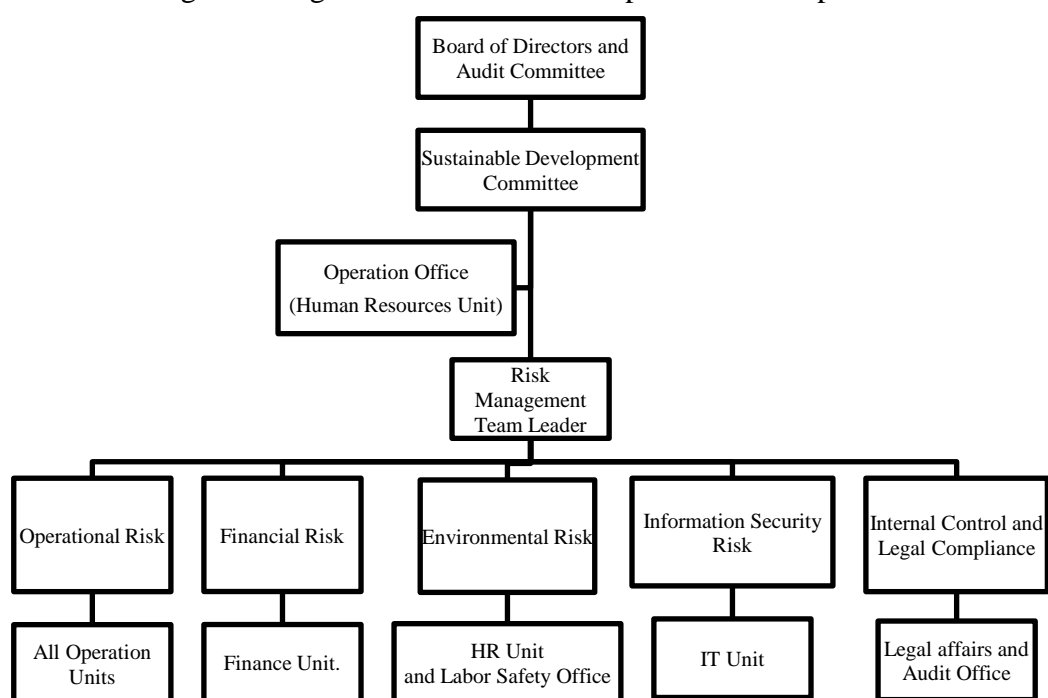 Board of Directors and
Audit Committee
Sustainable Development
Committee
Operation Office
(Human Resources Unit)
Risk
Management
Team Leader
Operational Risk
Financial Risk
Environmental Risk
Information Security
Risk
Internal Control and
Legal Compliance
All Operation
Units
Finance Unit.
HR Unit
and Labor Safety Office
IT Unit
Legal affairs and
Audit Office